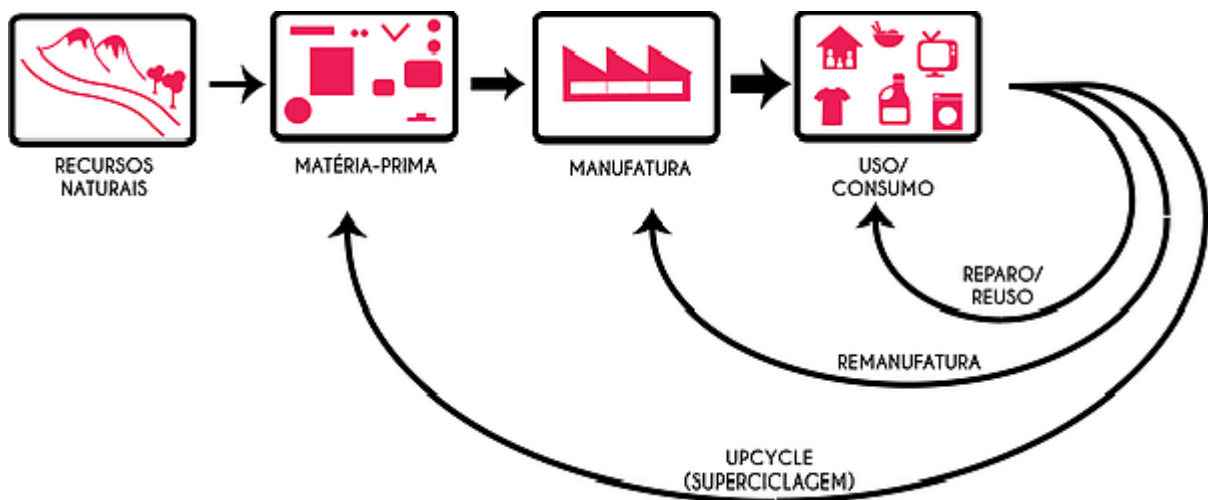 RECURSOS
NATURAIS
MATÉRIA-PRIMA
MANUFATURA
USO/
CONSUMO
REPARO/
REUSO
REMANUFATURA
UPCYCLE
(SUPERCICLAGEM)